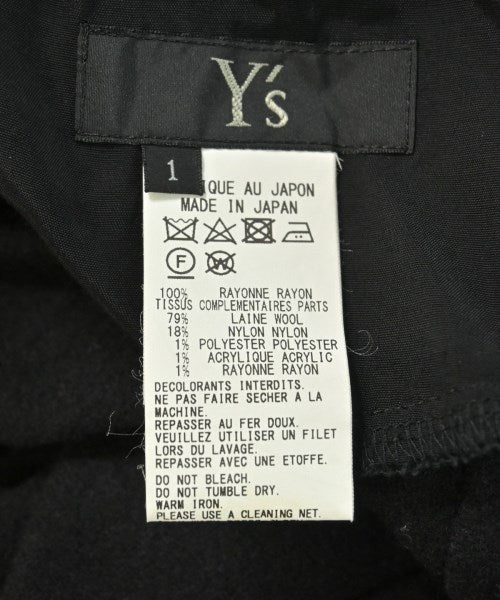 Y's
1
IQUE AU JAPON
MADE IN JAPAN
F W
100% RAYONNE RAYON
TISSUS COMPLEMENTAIRES PARTS
79% LAINE WOOL
18% NYLON NYLON
1% POLYESTER POLYESTER
1% ACRYLIQUE ACRYLIC
1% RAYONNE RAYON
DECOLORANTS INTERDITS.
NE PAS FAIRE SECHER A LA
MACHINE.
REPASSER AU FER DOUX.
VEUILLEZ UTILISER UN FILET
LORS DU LAVAGE.
REPASSER AVEC UNE ETOFFE.
DO NOT BLEACH.
DO NOT TUMBLE DRY.
WARM IRON.
PLEASE USE A CLEANING NET.